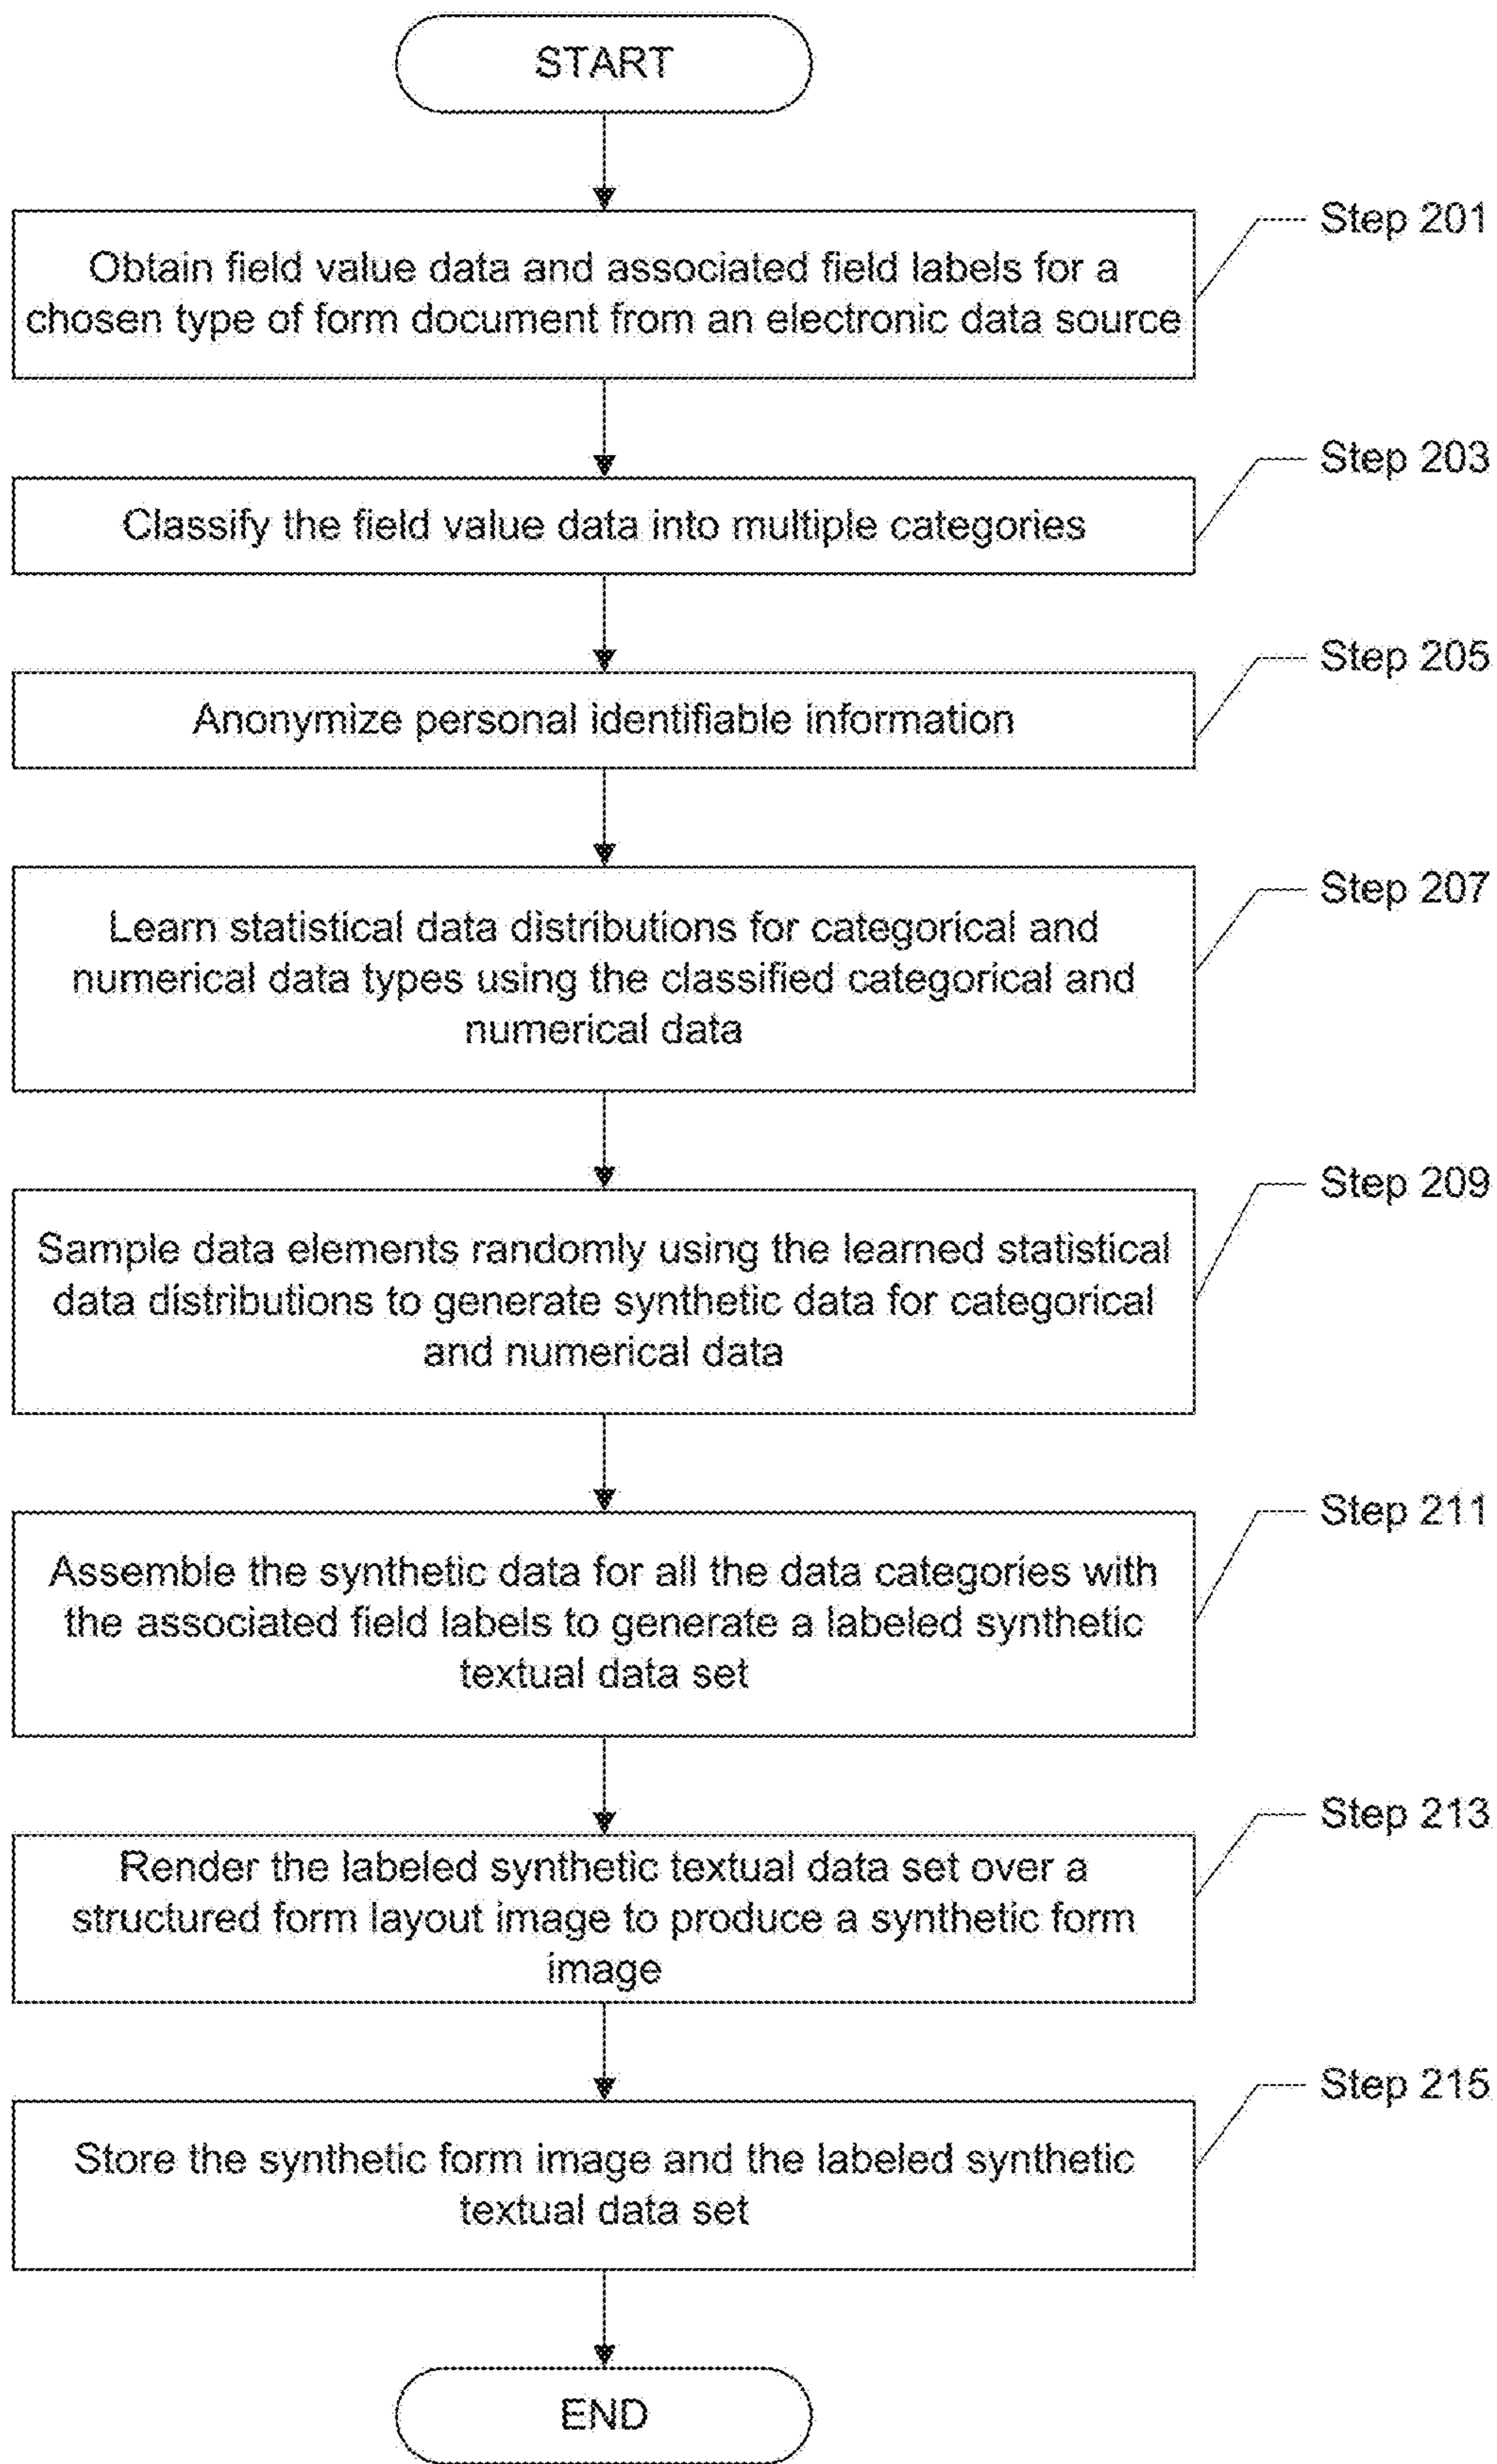 START
Step 201
Obtain field value data and associated field labels for a
chosen type of form document from an electronic data source
Step 203
Classify the field value data into multiple categories
Step 205
Anonymize personal identifiable information
Step 207
Learn statistical data distributions for categorical and
numerical data types using the classified categorical and
numerical data
Step 209
Sample data elements randomly using the learned statistical
data distributions to generate synthetic data for categorical
and numerical data
Step 211
Assemble the synthetic data for all the data categories with
the associated field labels to generate a labeled synthetic
textual data set
Step 213
Render the labeled synthetic textual data set over a
structured form layout image to produce a synthetic form
image
Step 215
Store the synthetic form image and the labeled synthetic
textual data set
END